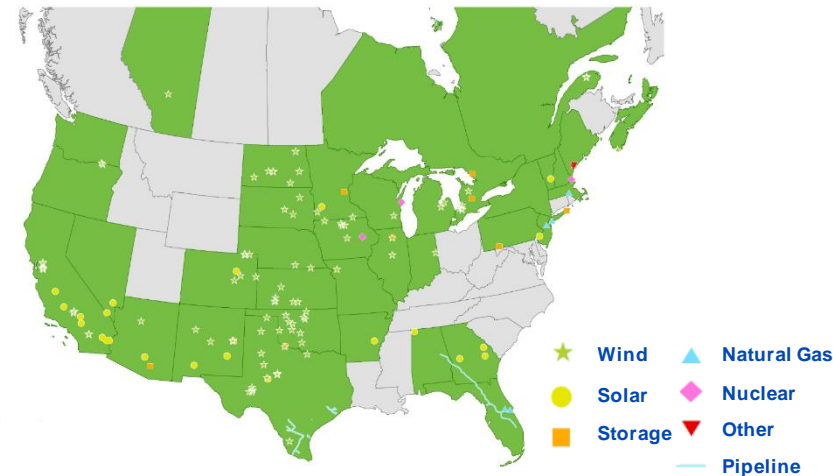 Wind
Natural Gas
Solar
Nuclear
Storage
Other
Pipeline